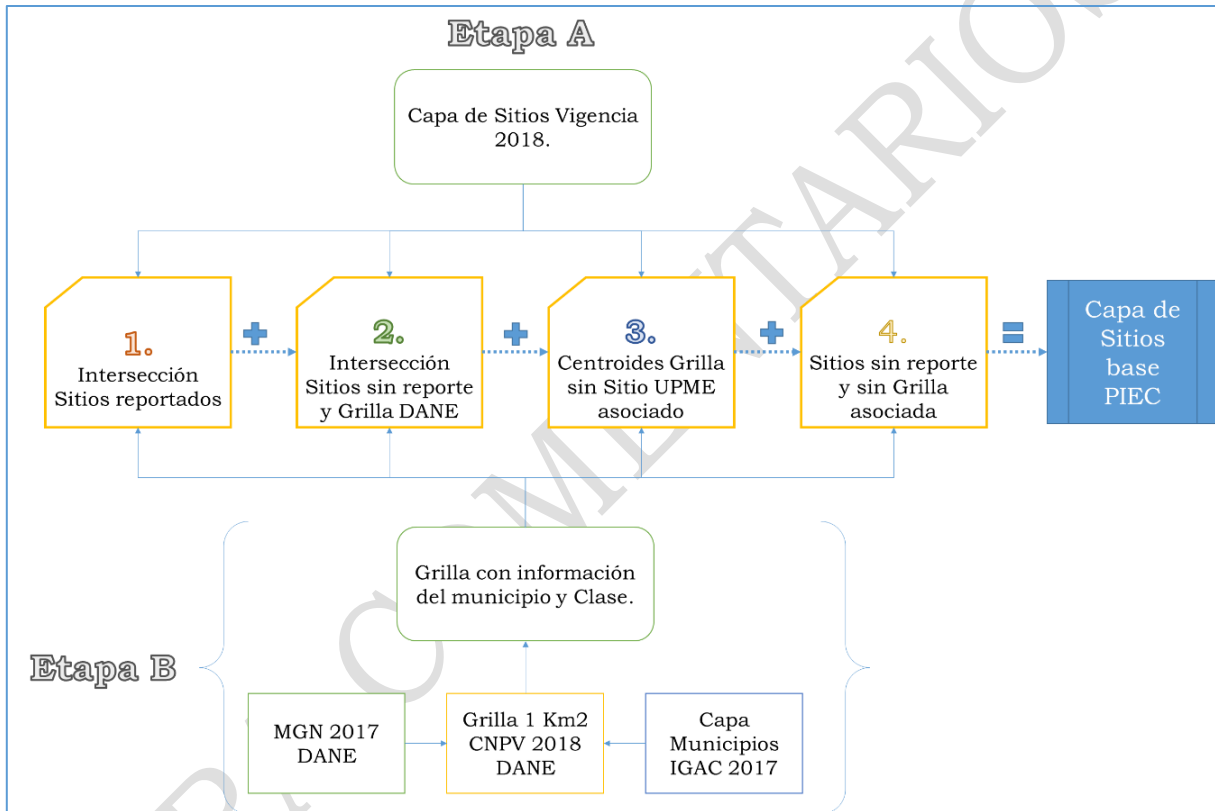 Etapa A
Capa de Sitios Vigencia
2018.
1.
Intersección
Sitios reportados
+
2.
Intersección
Sitios sin reporte
y Grilla DANE
+
3.
Centroides Grilla
sin Sitio UPME
asociado
+
4.
Sitios sin reporte
y sin Grilla
asociada
=
Capa de
Sitios
base
PIEC
Grilla con información
del municipio y Clase.
Etapa B
MGN 2017
DANE
Grilla 1 Km2
CNPV 2018
DANE
Capa
Municipios
IGAC 2017
COMENTARIOS